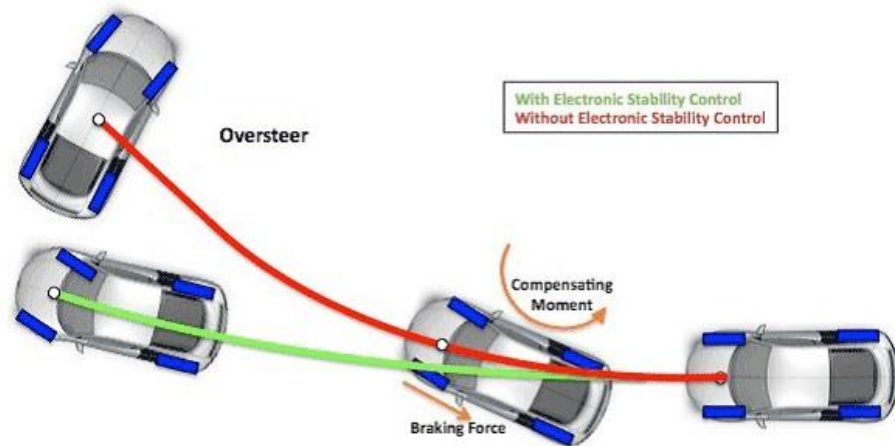 With Electronic Stability Control
Without Electronic Stability Control
Oversteer
Compensating
Moment
Braking Force